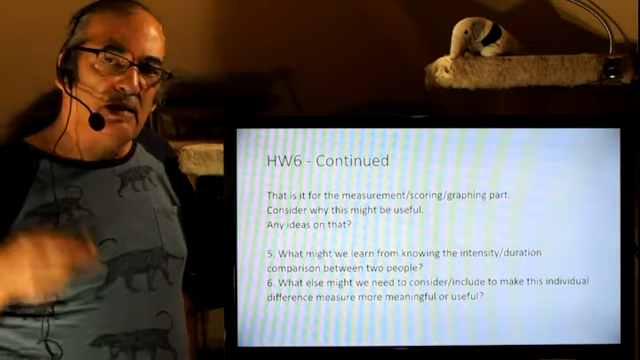 HW6 - Continued
That is it for the measurement/scoring/graphing part.
Consider why this might be useful.
Any ideas on that?
5. What might we learn from knowing the intensity/duration
comparison between two people?
6. What else might we need to consider/include to make this individual
difference measure more meaningful or useful?